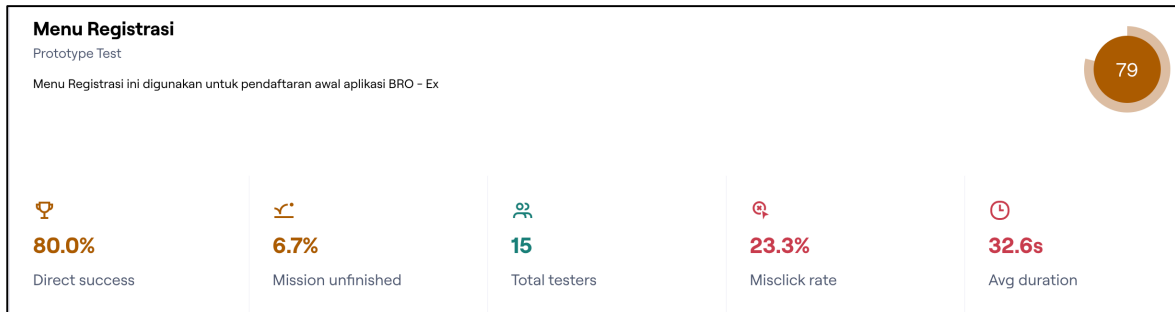 Menu Registrasi
Prototype Test
Menu Registrasi ini digunakan untuk pendaftaran awal aplikasi BRO - Ex
79
80.0%
Direct success
6.7%
Mission unfinished
15
Total testers
23.3%
Misclick rate
32.6s
Avg duration